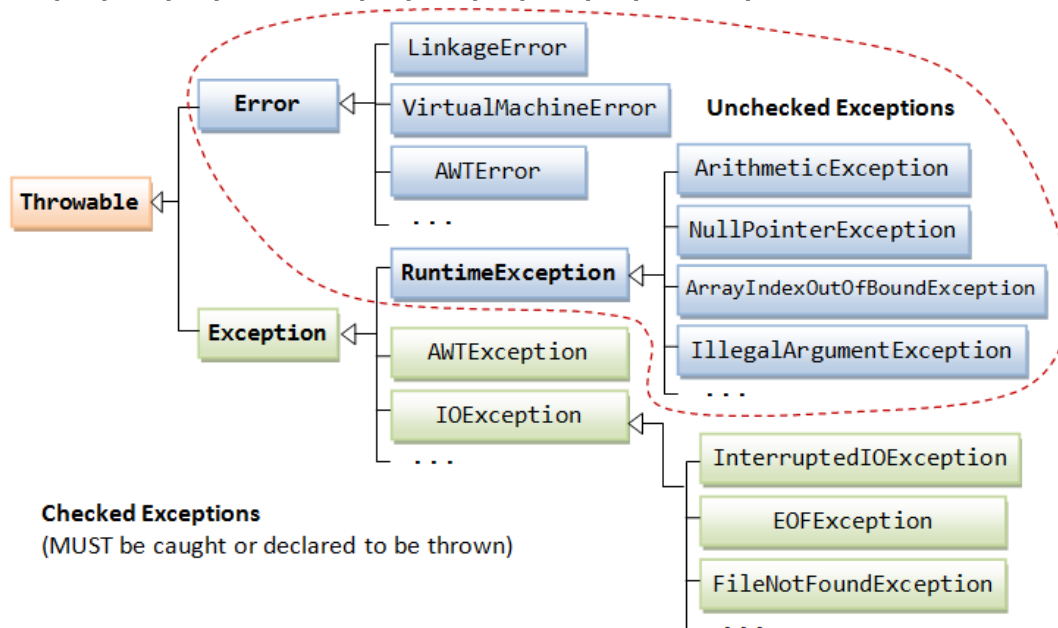 LinkageError
Error
VirtualMachineError
Unchecked Exceptions
AWTError
ArithmeticException
Throwable
...
NullPointerException
RuntimeException
ArrayIndexOutOfBoundException
Exception
AWTException
IllegalArgumentException
...
IOException
...
InterruptedIOException
Checked Exceptions
(MUST be caught or declared to be thrown)
EOFException
FileNotFoundException
...